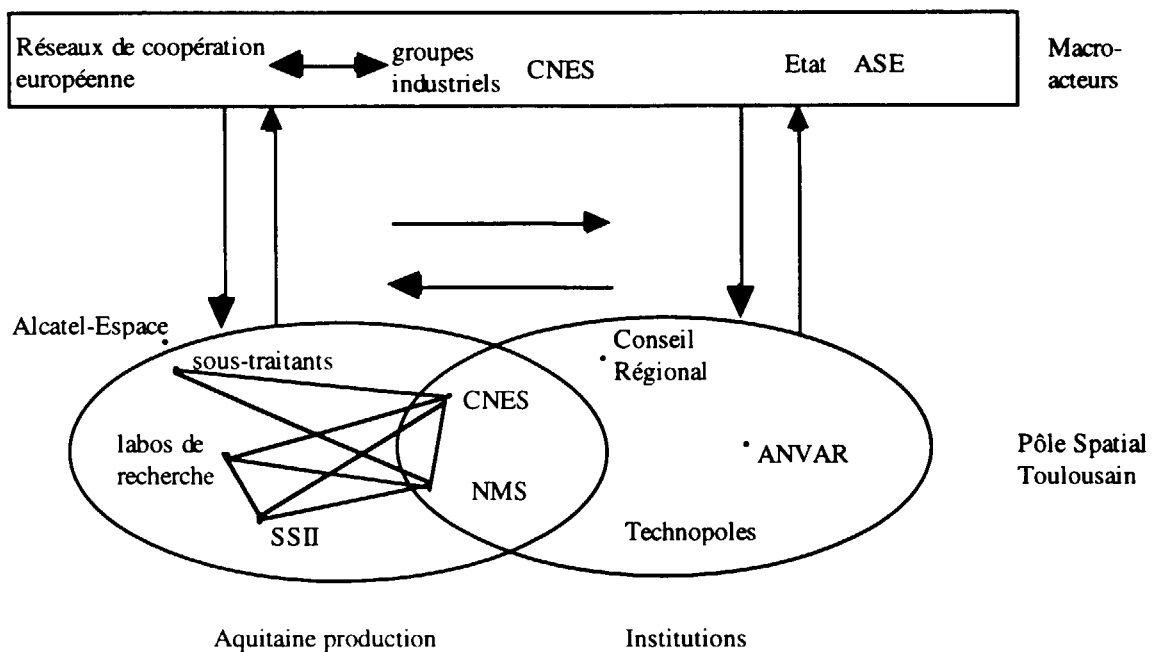 Réseaux de coopération
européenne
groupes
industriels
CNES
Etat
ASE
Macro-
acteurs
Alcatel-Espace
sous-traitants
Conseil
Régional
CNES
labos de
recherche
ANVAR
Pôle Spatial
Toulousain
NMS
SSII
Technopoles
Aquitaine production
Institutions